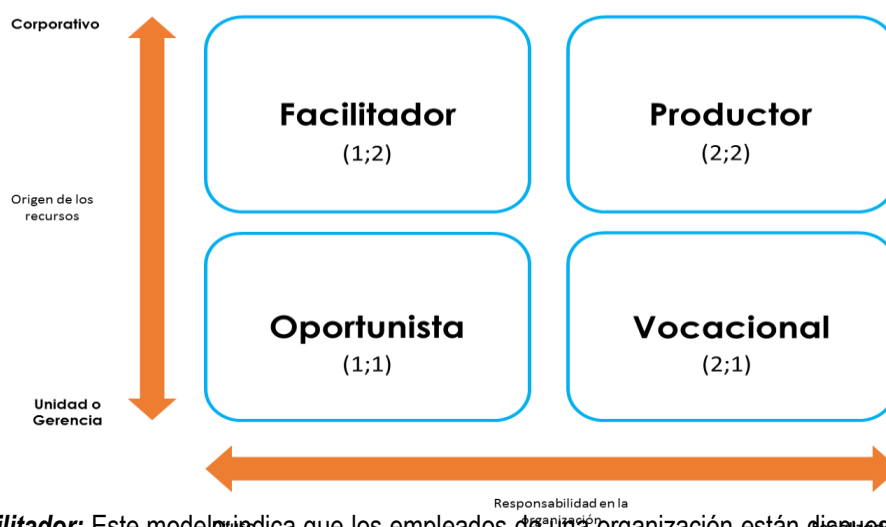 Corporativo
Facilitador
(1;2)
Productor
(2;2)
Origen de los
recursos
Oportunista
(1;1)
Vocacional
(2;1)
Unidad o
Gerencia
Responsabilidad en la
organización
Este modelo indica que los empleados de una organización están